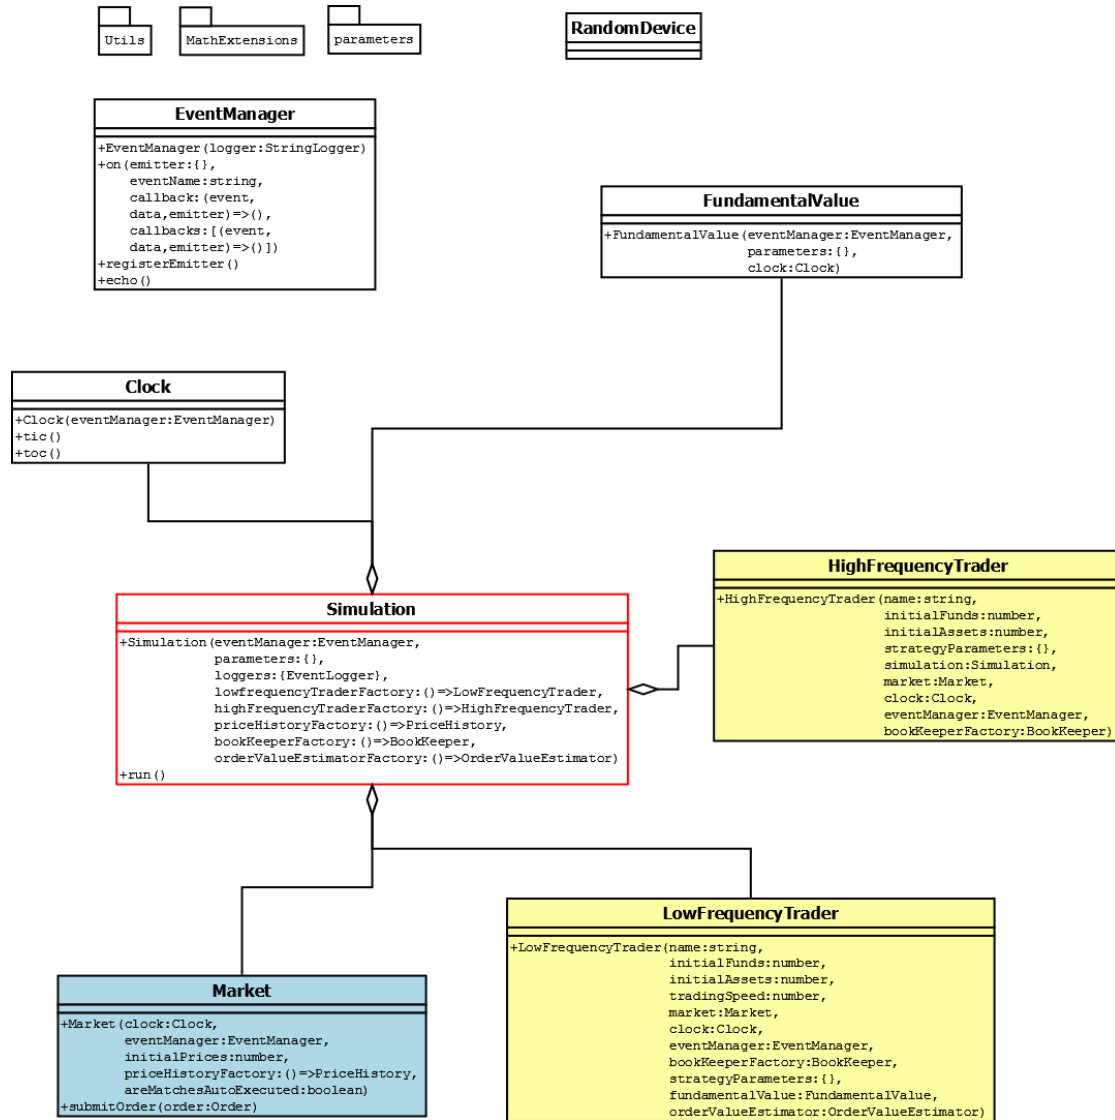 Utils
MathExtensions
parameters
RandomDevice
EventManager
+EventManager(logger:StringLogger)
+on(emitter:{},
eventName:string,
callback:(event,
data,emitter)=>(),
callbacks:[(event,
data,emitter)=>()])
+registerEmitter()
+echo()
FundamentalValue
+FundamentalValue(eventManager:EventManager,
parameters:{},
clock:Clock)
Clock
+Clock(eventManager:EventManager)
+tic()
+toc()
HighFrequencyTrader
+HighFrequencyTrader(name:string,
initialFunds:number,
initialAssets:number,
strategyParameters:{},
simulation:Simulation,
market:Market,
clock:Clock,
eventManager:EventManager,
bookKeeperFactory:BookKeeper)
Simulation
+Simulation(eventManager:EventManager,
parameters:{},
loggers:{EventLogger},
lowfrequencyTraderFactory:()=>LowFrequencyTrader,
highFrequencyTraderFactory:()=>HighFrequencyTrader,
priceHistoryFactory:()=>PriceHistory,
bookKeeperFactory:()=>BookKeeper,
orderValueEstimatorFactory:()=>OrderValueEstimator)
+run()
LowFrequencyTrader
+LowFrequencyTrader(name:string,
initialFunds:number,
initialAssets:number,
tradingSpeed:number,
market:Market,
clock:Clock,
eventManager:EventManager,
bookKeeperFactory:BookKeeper,
strategyParameters:{},
fundamentalValue:FundamentalValue,
orderValueEstimator:OrderValueEstimator)
Market
+Market(clock:Clock,
eventManager:EventManager,
initialPrices:number,
priceHistoryFactory:()=>PriceHistory,
areMatchesAutoExecuted:boolean)
+submitOrder(order:Order)